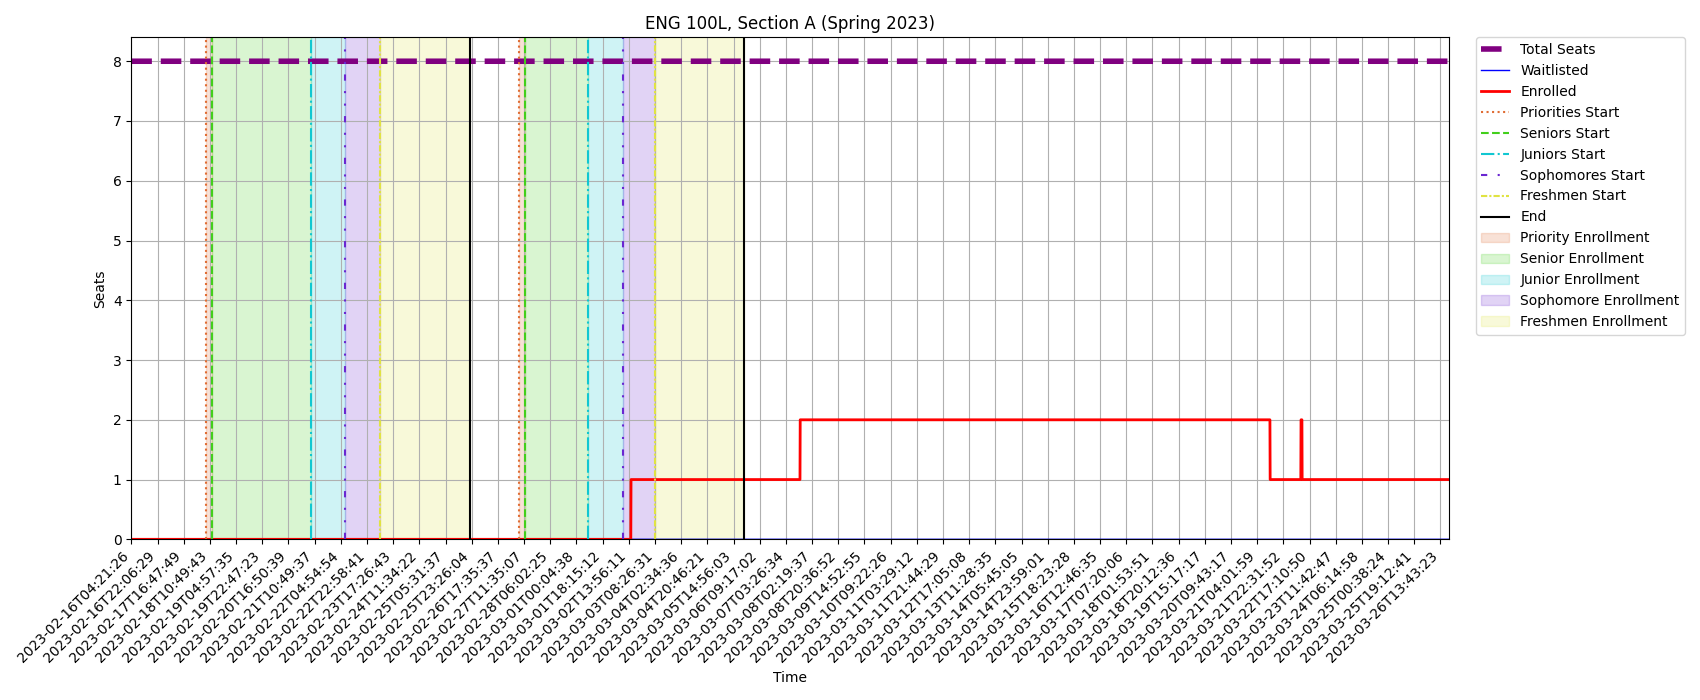 ENG 100L, Section A (Spring 2023)
Total Seats
Waitlisted
Enrolled
Priorities Start
Seniors Start
Juniors Start
Sophomores Start
Freshmen Start
End
Priority Enrollment
Senior Enrollment
Junior Enrollment
Sophomore Enrollment
Freshmen Enrollment
Seats
8
7
6
5
4
3
2
1
0
2023-02-16T04:21:26
2023-02-16T22:06:29
2023-02-17T16:47:49
2023-02-18T10:49:43
2023-02-19T04:57:35
2023-02-19T22:47:23
2023-02-20T16:50:39
2023-02-21T10:49:37
2023-02-22T04:54:54
2023-02-22T22:58:41
2023-02-23T17:26:43
2023-02-24T11:34:22
2023-02-25T05:31:37
2023-02-25T23:26:04
2023-02-26T17:35:37
2023-02-27T11:35:07
2023-02-28T06:02:25
2023-03-01T00:04:38
2023-03-01T18:15:12
2023-03-02T13:56:11
2023-03-03T08:26:31
2023-03-04T02:34:36
2023-03-04T20:46:21
2023-03-05T14:56:03
2023-03-06T09:17:02
2023-03-07T03:26:34
2023-03-08T02:19:37
2023-03-08T20:36:52
2023-03-09T14:52:55
2023-03-10T09:22:26
2023-03-11T03:29:12
2023-03-11T21:44:29
2023-03-12T17:05:08
2023-03-13T11:28:35
2023-03-14T05:45:05
2023-03-14T23:59:01
2023-03-15T18:23:28
2023-03-16T12:46:35
2023-03-17T07:20:06
2023-03-18T01:53:51
2023-03-18T20:12:36
2023-03-19T15:17:17
2023-03-20T09:43:17
2023-03-21T04:01:59
2023-03-21T22:31:52
2023-03-22T17:10:50
2023-03-23T11:42:47
2023-03-24T06:14:58
2023-03-25T00:38:24
2023-03-25T19:12:41
2023-03-26T13:43:23
Time